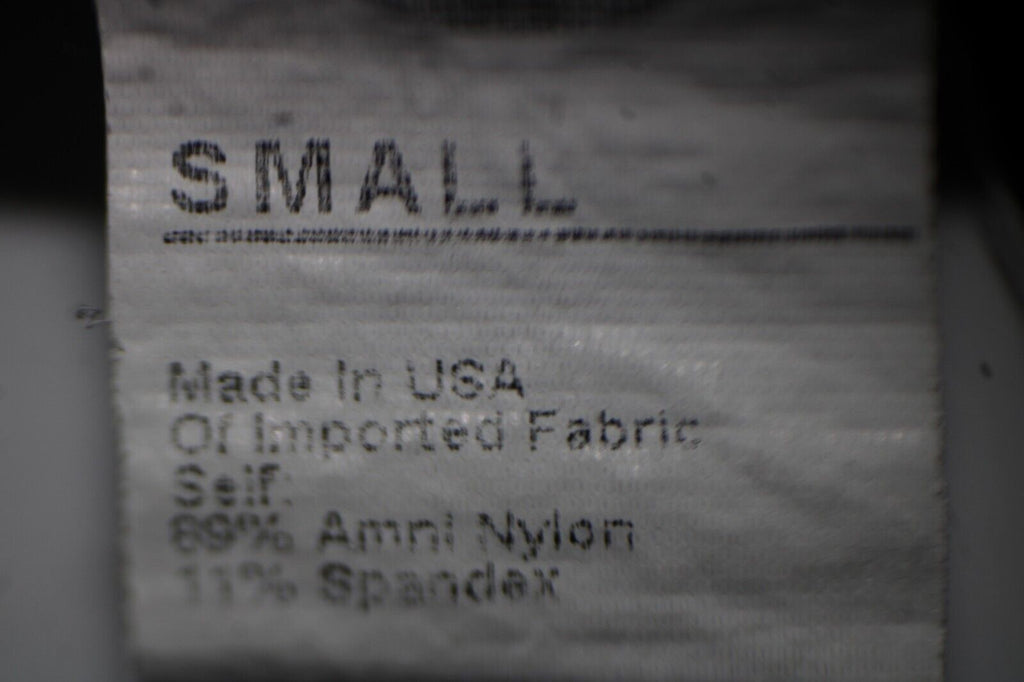 SMALL
Made In USA
Of Imported Fabric
Self:
89% Amni Nylon
11% Spandex